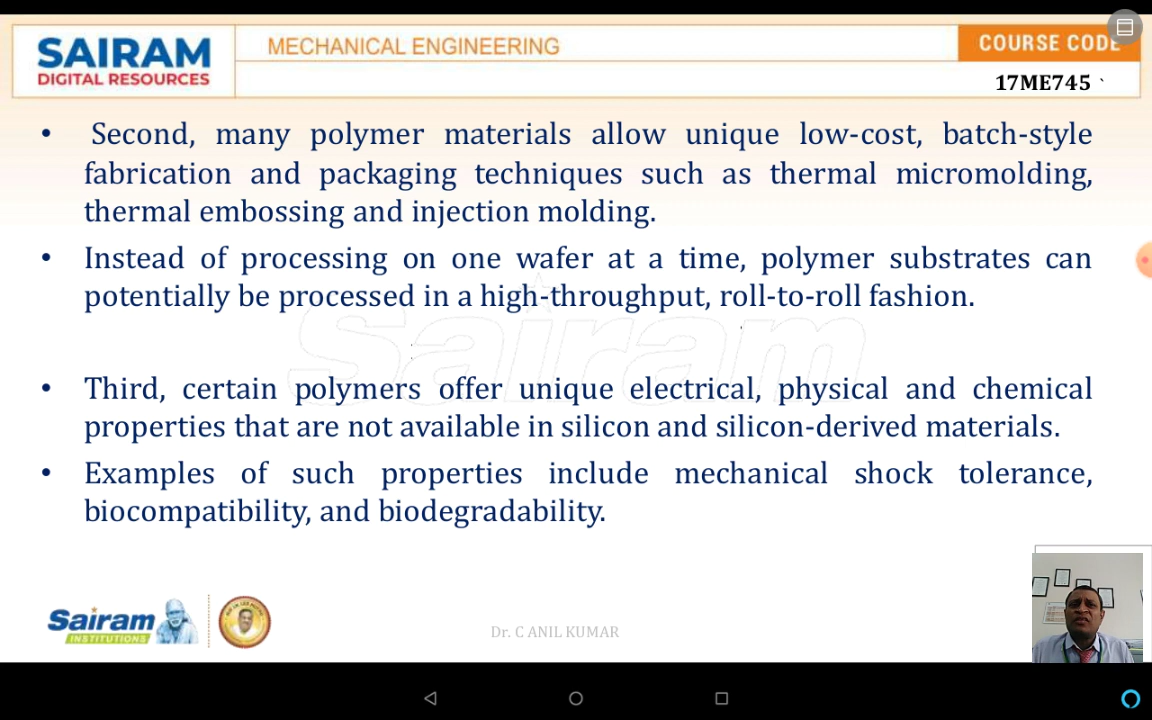 SAIRAM
DIGITAL RESOURCES
MECHANICAL ENGINEERING
COURSE CODE
17ME745 `
• Second, many polymer materials allow unique low-cost, batch-style
fabrication and packaging techniques such as thermal micromolding,
thermal embossing and injection molding.
• Instead of processing on one wafer at a time, polymer substrates can
potentially be processed in a high-throughput, roll-to-roll fashion.
Sairam
• Third, certain polymers offer unique electrical, physical and chemical
properties that are not available in silicon and silicon-derived materials.
• Examples of such properties include mechanical shock tolerance,
biocompatibility, and biodegradability.
Sairam
INSTITUTIONS
Dr. C ANIL KUMAR